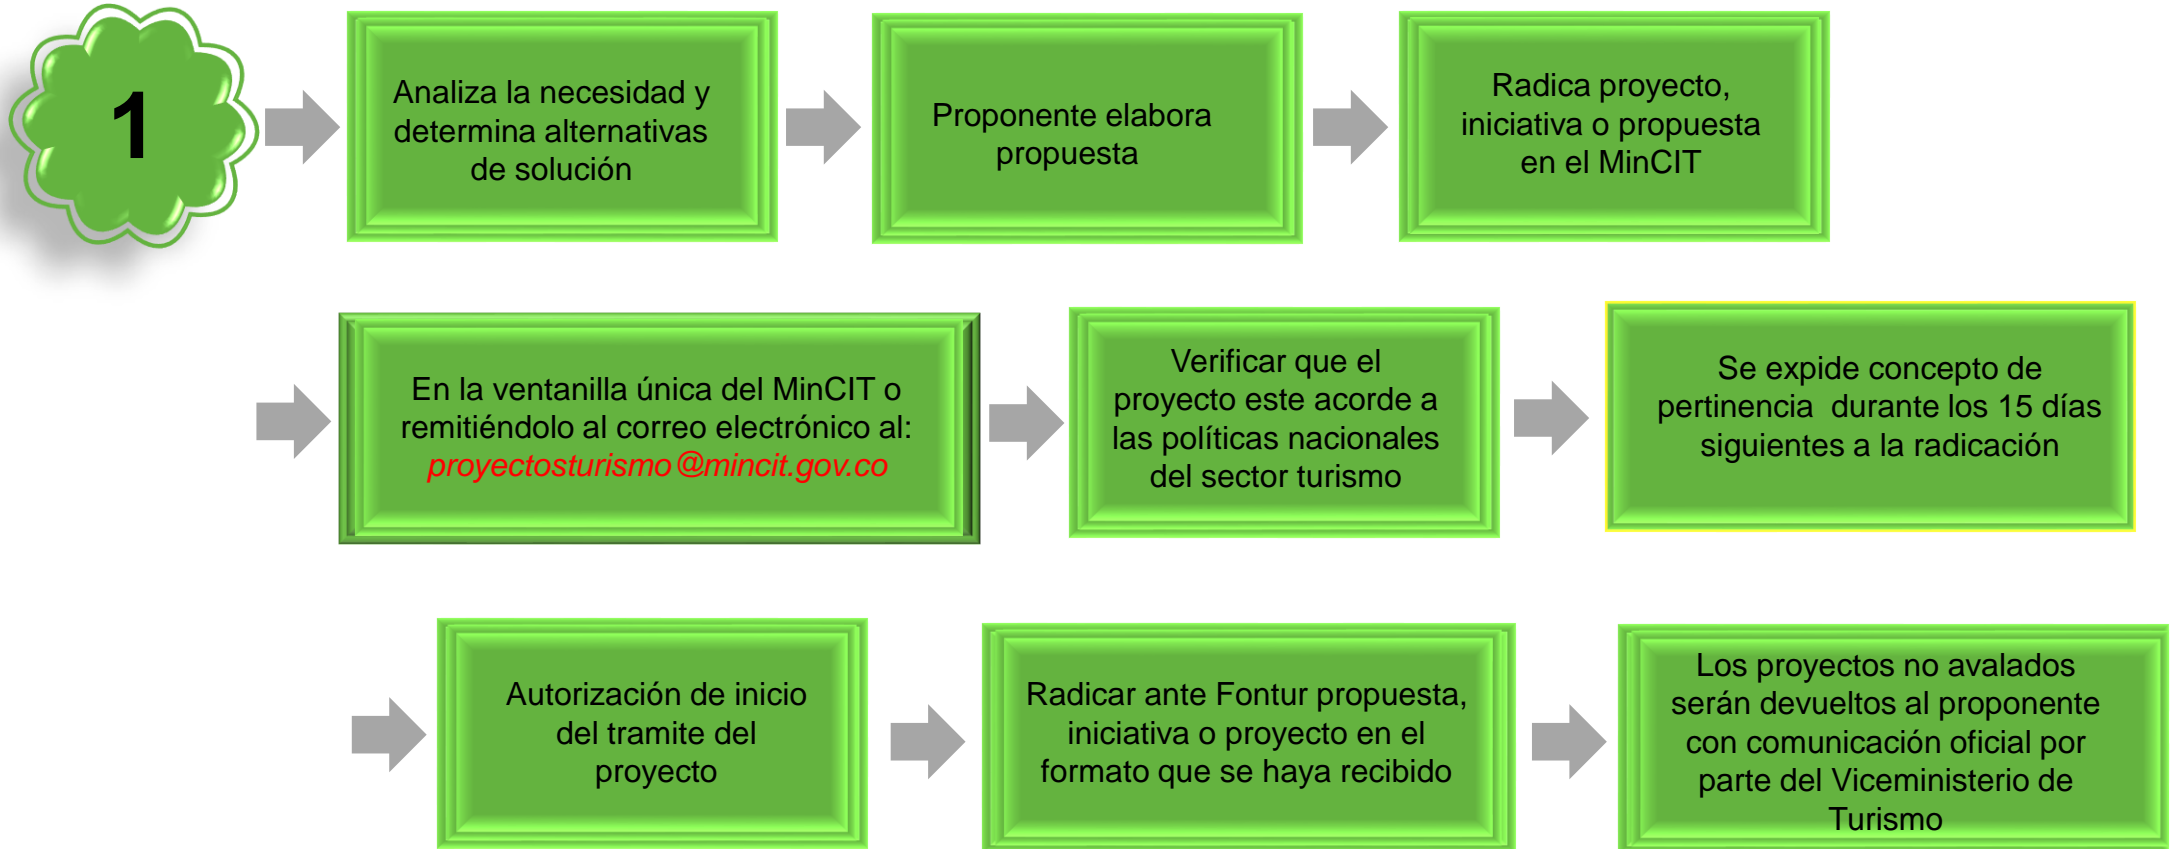 1
Analiza la necesidad y
determina alternativas
de solución
Proponente elabora
propuesta
Radica proyecto,
iniciativa o propuesta
en el MinCIT
En la ventanilla única del MinCIT o
remitiéndolo al correo electrónico al:
proyectosturismo@mincit.gov.co
Verificar que el
proyecto este acorde a
las políticas nacionales
del sector turismo
Se expide concepto de
pertinencia durante los 15 días
siguientes a la radicación
Autorización de inicio
del tramite del
proyecto
Radicar ante Fontur propuesta,
iniciativa o proyecto en el
formato que se haya recibido
Los proyectos no avalados
serán devueltos al proponente
con comunicación oficial por
parte del Viceministerio de
Turismo